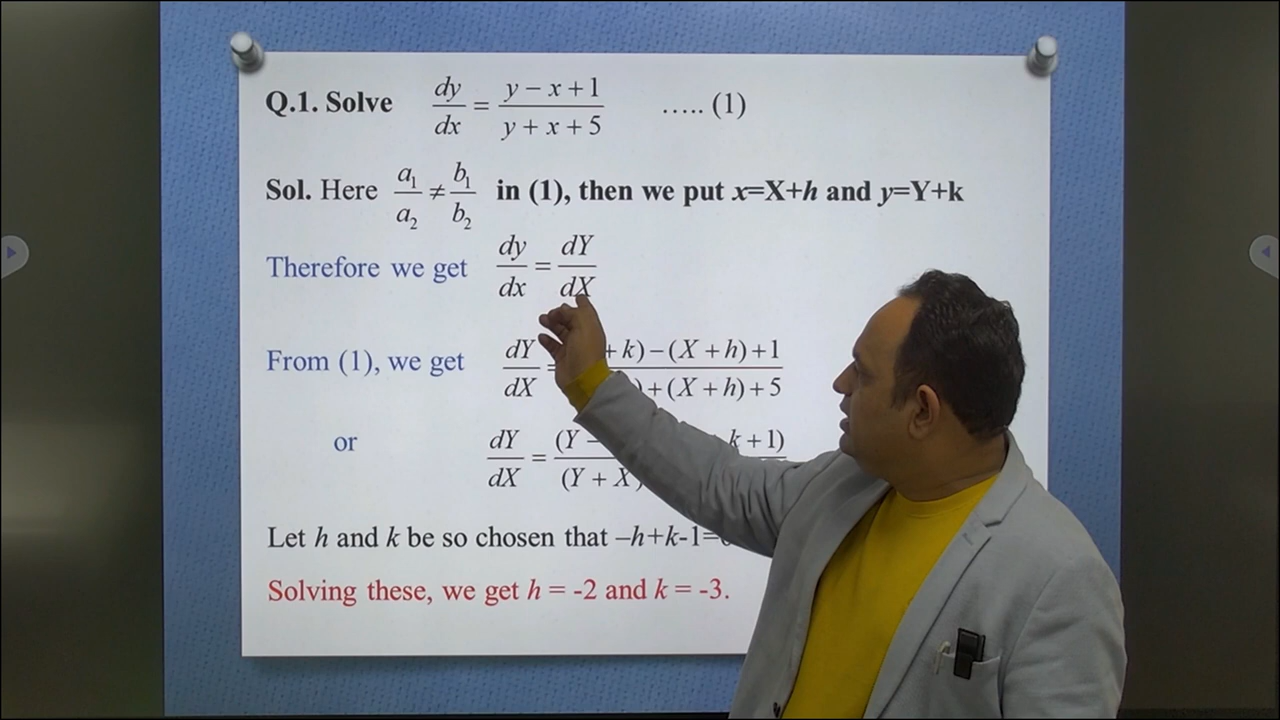 Q.1. Solve dy/dx = (y − x + 1)/(y + x + 5) ..... (1)
Sol. Here a₁/a₂ ≠ b₁/b₂ in (1), then we put x=X+h and y=Y+k
Therefore we get dy/dx = dY/dX
From (1), we get dY/dX = + k) − (X + h) + 1 / ) + (X + h) + 5
or dY/dX = (Y − k + 1) / (Y + X)
Let h and k be so chosen that –h+k-1=
Solving these, we get h = -2 and k = -3.